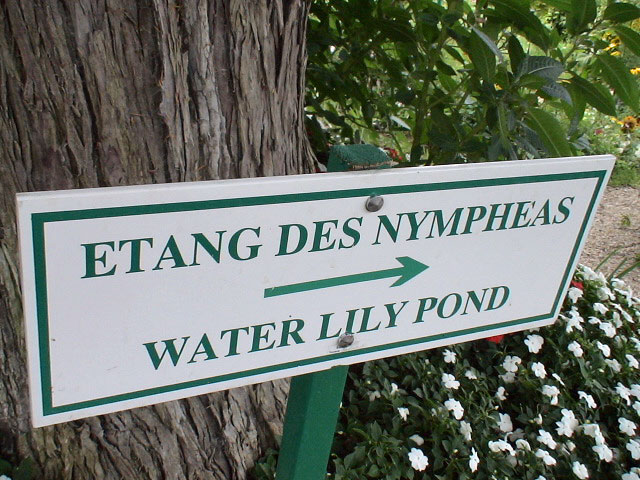 ETANG DES NYMPHEAS
WATER LILY POND